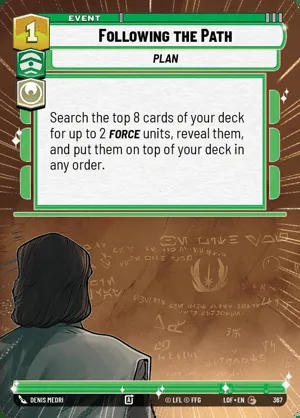 EVENT
1
FOLLOWING THE PATH
PLAN
Search the top 8 cards of your deck
for up to 2 FORCE units, reveal them,
and put them on top of your deck in
any order.
DENIS MEDRI
© LFL © FFG
LOF • EN
367